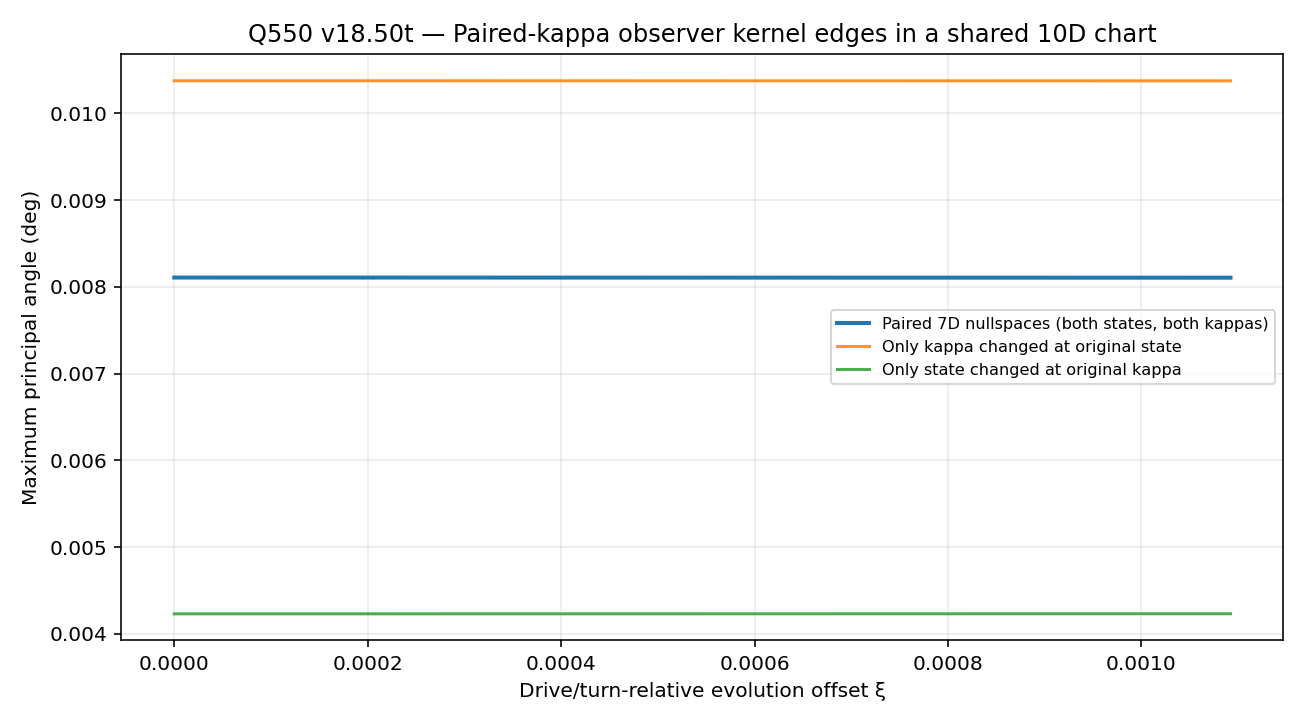 Q550 v18.50t — Paired-kappa observer kernel edges in a shared 10D chart
Maximum principal angle (deg)
0.010
0.009
0.008
0.007
0.006
0.005
0.004
Paired 7D nullspaces (both states, both kappas)
Only kappa changed at original state
Only state changed at original kappa
0.0000
0.0002
0.0004
0.0006
0.0008
0.0010
Drive/turn-relative evolution offset ξ